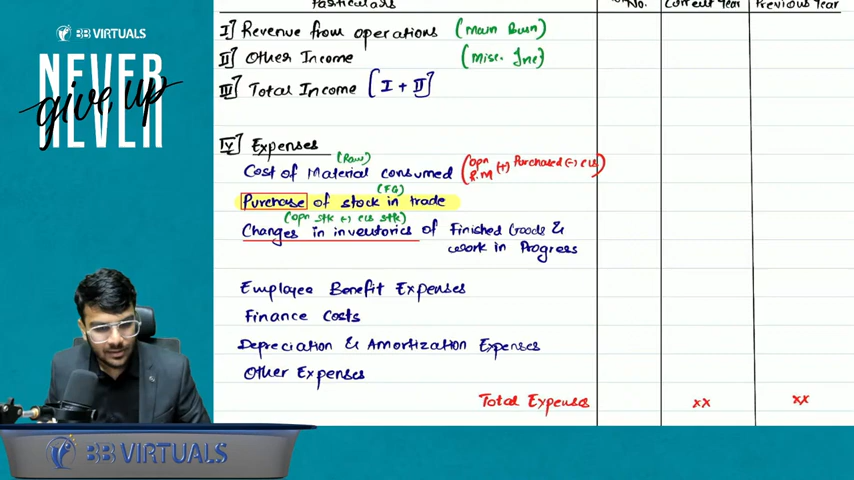 BB VIRTUALS
NEVER
give up
NEVER
Particulars No. Current Year Previous Year
I] Revenue from operations (Main Busn)
II] Other Income (Misc. Inc)
III] Total Income [I + II]
IV] Expenses
(Raw)
Cost of Material consumed (opn R.M (+) Purchased (-) cls)
(FG)
Purchase of stock in trade
(opn stk (-) cls stk)
Changes in inventories of Finished Goods &
work in Progress
Employee Benefit Expenses
Finance Costs
Depreciation & Amortization Expenses
Other Expenses
Total Expenses xx xx
BB VIRTUALS